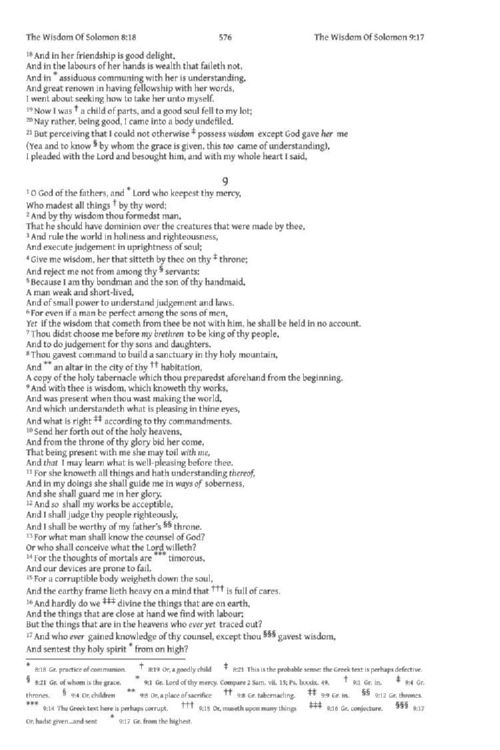 The Wisdom Of Solomon 8:18 576 The Wisdom Of Solomon 9:17
18 And in her friendship is good delight,
And in the labours of her hands is wealth that faileth not,
And in * assiduous communing with her is understanding,
And great renown in having fellowship with her words,
I went about seeking how to take her unto myself.
19 Now I was † a child of parts, and a good soul fell to my lot;
20 Nay rather, being good, I came into a body undefiled.
21 But perceiving that I could not otherwise ‡ possess wisdom except God gave her me
(Yea and to know § by whom the grace is given, this too came of understanding),
I pleaded with the Lord and besought him, and with my whole heart I said,
9
1 O God of the fathers, and * Lord who keepest thy mercy,
Who madest all things † by thy word;
2 And by thy wisdom thou formedst man,
That he should have dominion over the creatures that were made by thee,
3 And rule the world in holiness and righteousness,
And execute judgement in uprightness of soul;
4 Give me wisdom, her that sitteth by thee on thy ‡ throne;
And reject me not from among thy § servants:
5 Because I am thy bondman and the son of thy handmaid,
A man weak and short-lived,
And of small power to understand judgement and laws.
6 For even if a man be perfect among the sons of men,
Yet if the wisdom that cometh from thee be not with him, he shall be held in no account.
7 Thou didst choose me before my brethren to be king of thy people,
And to do judgement for thy sons and daughters.
8 Thou gavest command to build a sanctuary in thy holy mountain,
And ** an altar in the city of thy †† habitation,
A copy of the holy tabernacle which thou preparedst aforehand from the beginning.
9 And with thee is wisdom, which knoweth thy works,
And was present when thou wast making the world,
And which understandeth what is pleasing in thine eyes,
And what is right ‡‡ according to thy commandments.
10 Send her forth out of the holy heavens,
And from the throne of thy glory bid her come,
That being present with me she may toil with me,
And that I may learn what is well-pleasing before thee.
11 For she knoweth all things and hath understanding thereof,
And in my doings she shall guide me in ways of soberness,
And she shall guard me in her glory.
12 And so shall my works be acceptable,
And I shall judge thy people righteously,
And I shall be worthy of my father's §§ throne.
13 For what man shall know the counsel of God?
Or who shall conceive what the Lord willeth?
14 For the thoughts of mortals are *** timorous,
And our devices are prone to fail.
15 For a corruptible body weigheth down the soul,
And the earthy frame lieth heavy on a mind that ††† is full of cares.
16 And hardly do we ‡‡‡ divine the things that are on earth,
And the things that are close at hand we find with labour;
But the things that are in the heavens who ever yet traced out?
17 And who ever gained knowledge of thy counsel, except thou §§§ gavest wisdom,
And sentest thy holy spirit * from on high?
* 8:18 Gr. practice of communion. † 8:19 Or, a goodly child ‡ 8:21 This is the probable sense: the Greek text is perhaps defective.
§ 8:21 Gr. of whom is the grace. * 9:1 Gr. Lord of thy mercy. Compare 2 Sam. vii. 15; Ps. lxxxix. 49. † 9:1 Gr. in. ‡ 9:4 Gr.
thrones. § 9:4 Or, children ** 9:8 Or, a place of sacrifice †† 9:8 Gr. tabernacling. ‡‡ 9:9 Gr. in. §§ 9:12 Gr. thrones.
*** 9:14 The Greek text here is perhaps corrupt. ††† 9:15 Or, museth upon many things ‡‡‡ 9:16 Gr. conjecture. §§§ 9:17
Or, hadst given…and sent * 9:17 Gr. from the highest.